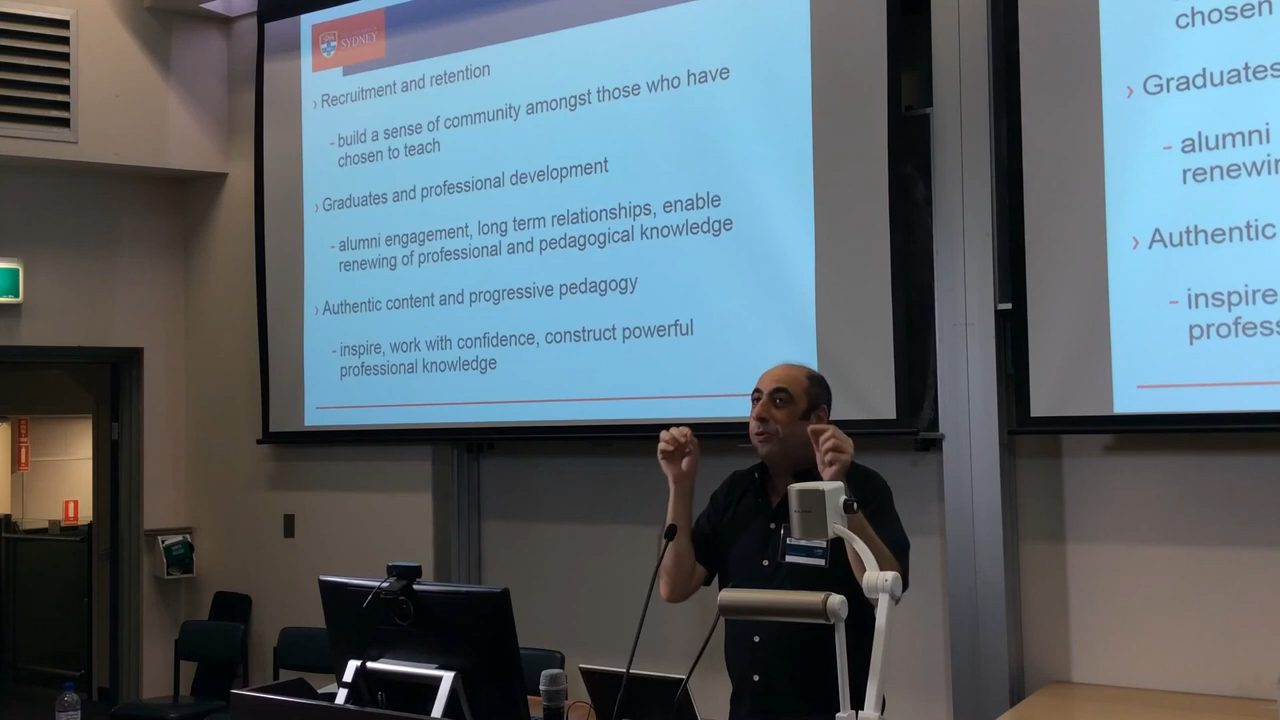 SYDNEY
› Recruitment and retention
- build a sense of community amongst those who have
chosen to teach
› Graduates and professional development
- alumni engagement, long term relationships, enable
renewing of professional and pedagogical knowledge
› Authentic content and progressive pedagogy
- inspire, work with confidence, construct powerful
professional knowledge
chosen
› Graduates
- alumni
renewin
› Authentic
- inspire
profess